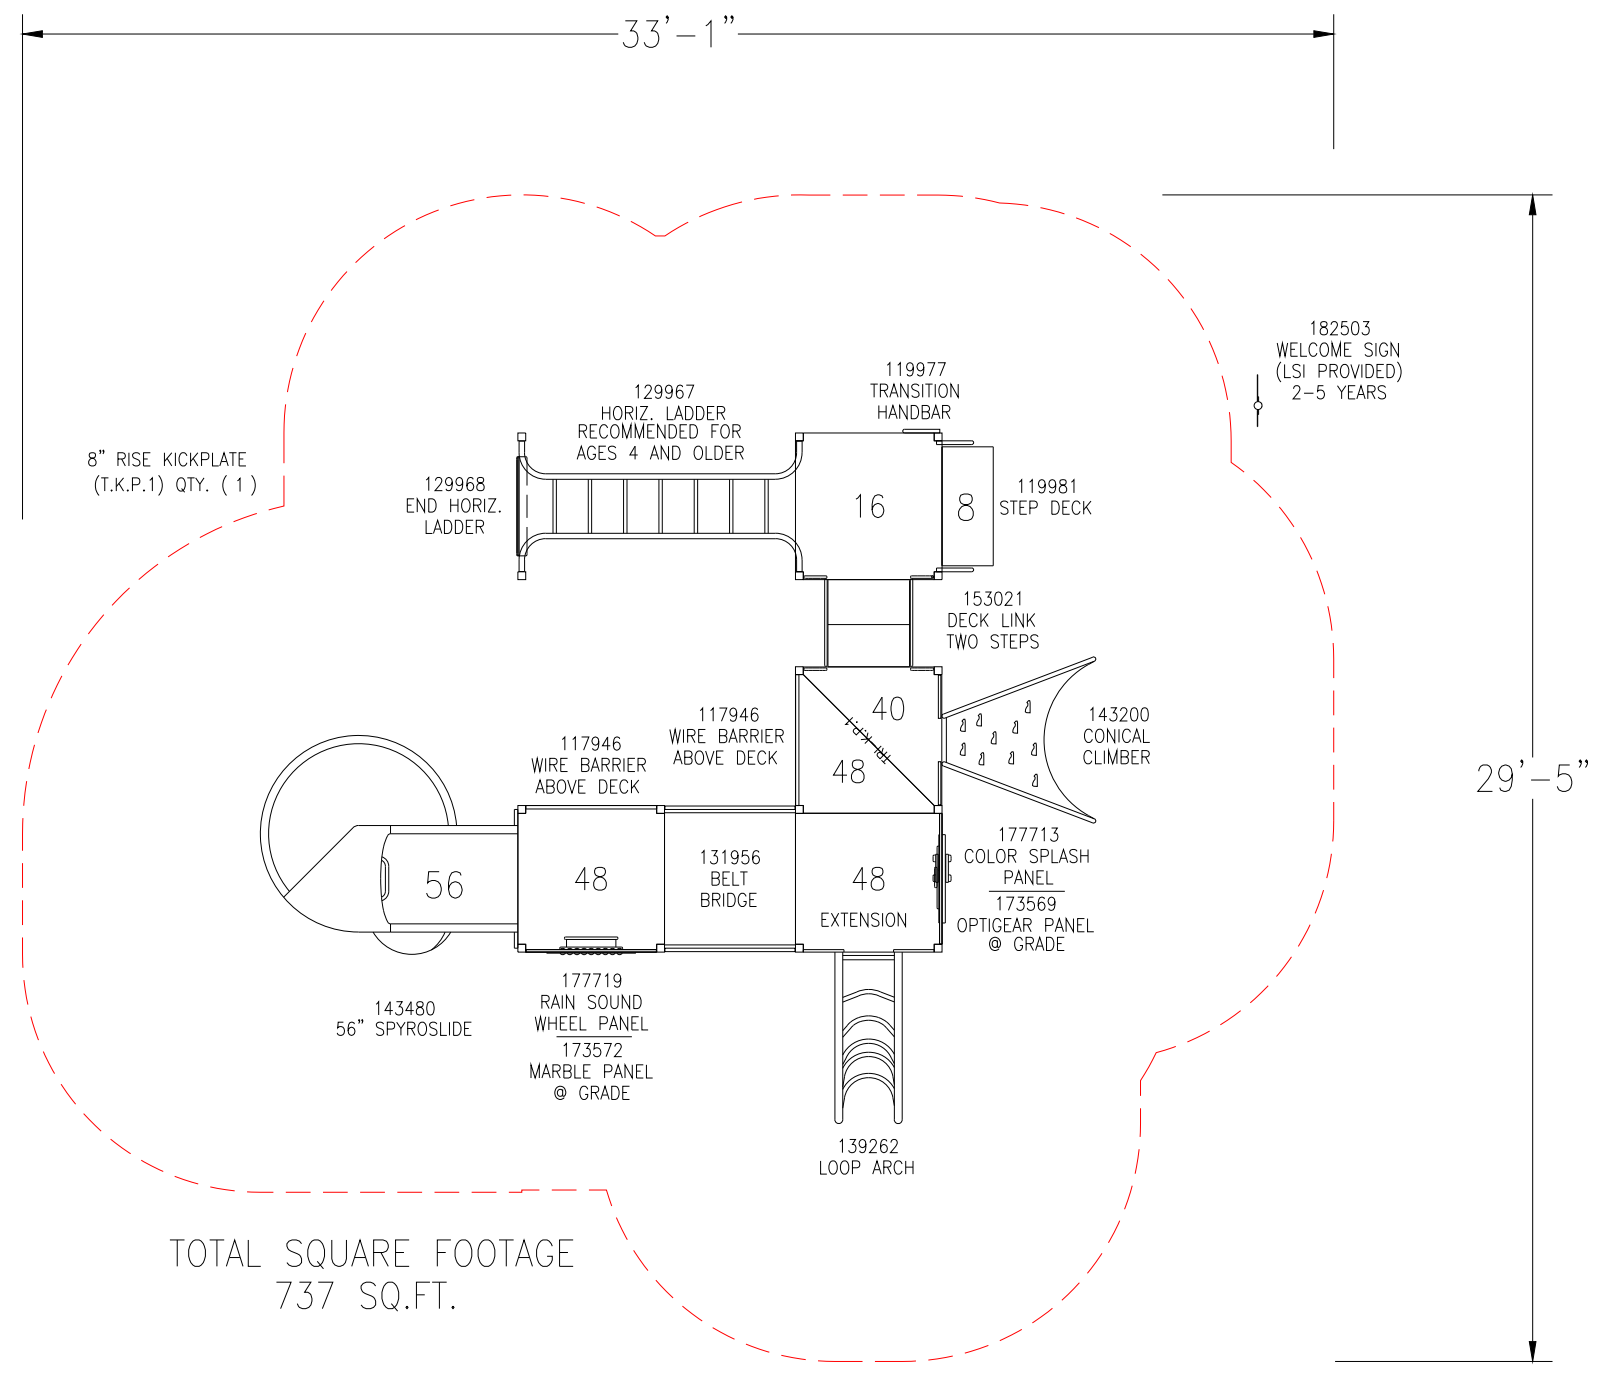 33'-1"
182503
WELCOME SIGN
(LSI PROVIDED)
2-5 YEARS
119977
TRANSITION
HANDBAR
129967
HORIZ. LADDER
RECOMMENDED FOR
AGES 4 AND OLDER
8" RISE KICKPLATE
(T.K.P.1) QTY. ( 1 )
129968
END HORIZ.
LADDER
16
8
119981
STEP DECK
153021
DECK LINK
TWO STEPS
40
TRI K.P.1
48
117946
WIRE BARRIER
ABOVE DECK
117946
WIRE BARRIER
ABOVE DECK
143200
CONICAL
CLIMBER
29'-5"
56
48
131956
BELT
BRIDGE
48
EXTENSION
177713
COLOR SPLASH
PANEL
173569
OPTIGEAR PANEL
@ GRADE
143480
56" SPYROSLIDE
177719
RAIN SOUND
WHEEL PANEL
173572
MARBLE PANEL
@ GRADE
139262
LOOP ARCH
TOTAL SQUARE FOOTAGE
737 SQ.FT.